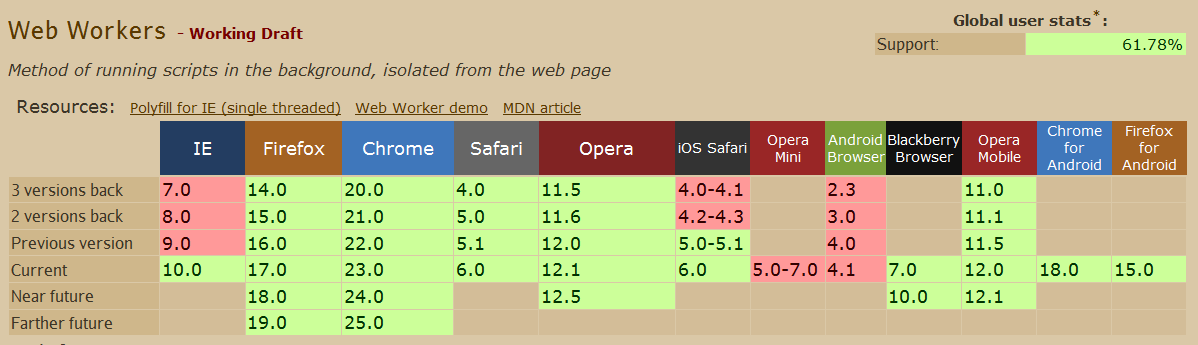 Web Workers - Working Draft
Global user stats*:
Support: 61.78%
Method of running scripts in the background, isolated from the web page
Resources: Polyfill for IE (single threaded) Web Worker demo MDN article
IE Firefox Chrome Safari Opera iOS Safari Opera Mini Android Browser Blackberry Browser Opera Mobile Chrome for Android Firefox for Android
3 versions back 7.0 14.0 20.0 4.0 11.5 4.0-4.1 2.3 11.0
2 versions back 8.0 15.0 21.0 5.0 11.6 4.2-4.3 3.0 11.1
Previous version 9.0 16.0 22.0 5.1 12.0 5.0-5.1 4.0 11.5
Current 10.0 17.0 23.0 6.0 12.1 6.0 5.0-7.0 4.1 7.0 12.0 18.0 15.0
Near future 18.0 24.0 12.5 10.0 12.1
Farther future 19.0 25.0